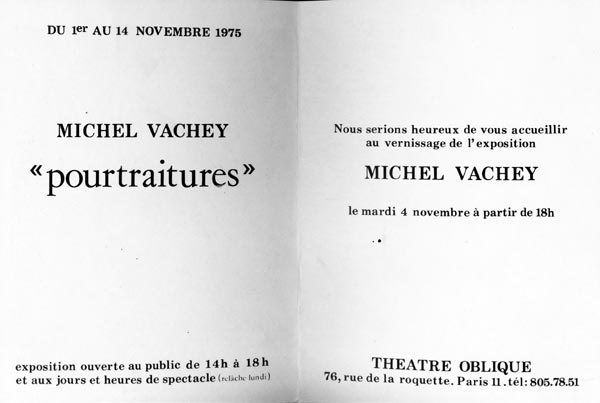 DU 1er AU 14 NOVEMBRE 1975
MICHEL VACHEY
«pourtraitures»
exposition ouverte au public de 14h à 18h
et aux jours et heures de spectacle (relâche lundi)
Nous serions heureux de vous accueillir
au vernissage de l'exposition
MICHEL VACHEY
le mardi 4 novembre à partir de 18h
THEATRE OBLIQUE
76, rue de la roquette. Paris 11. tél: 805.78.51